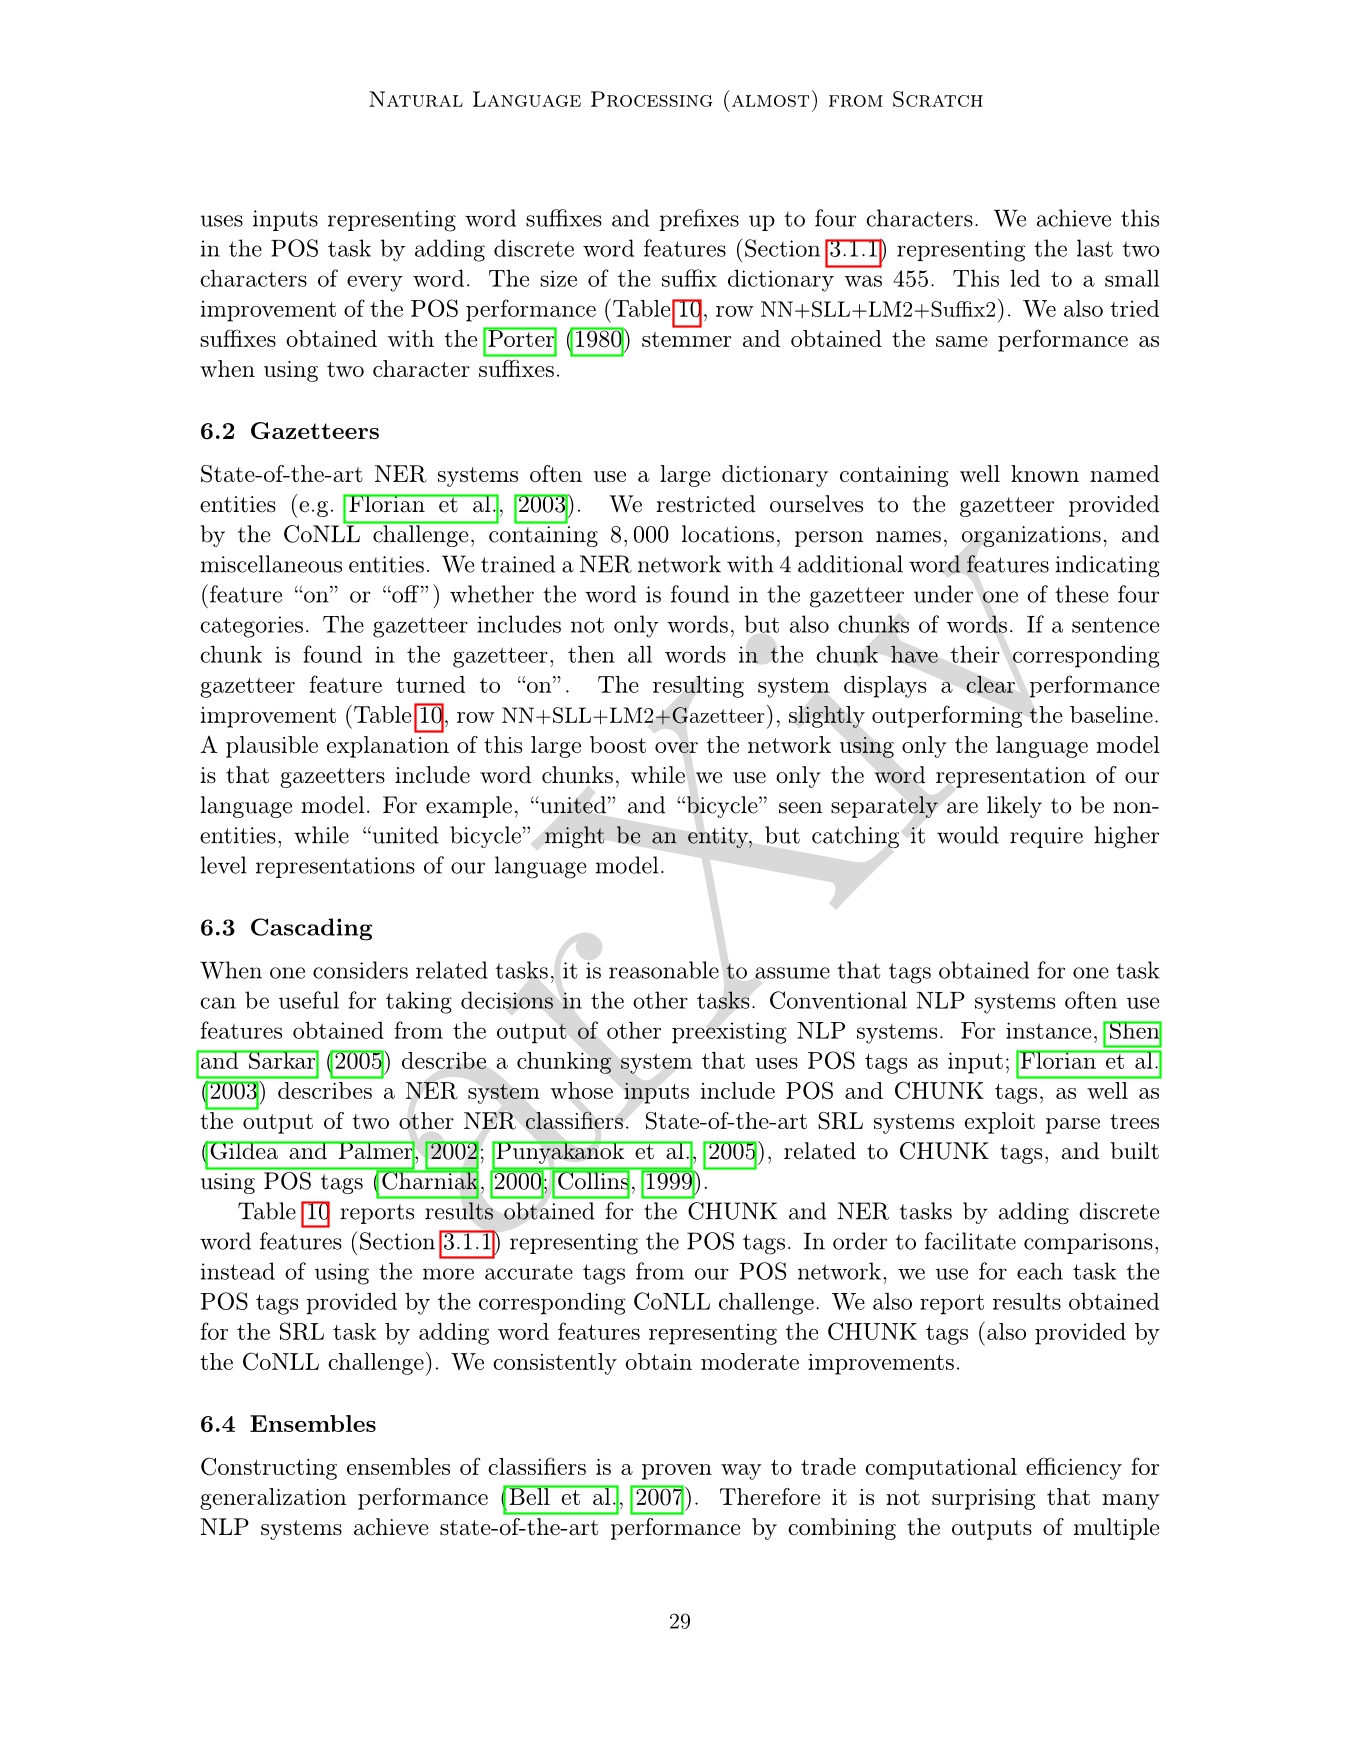 Natural Language Processing (almost) from Scratch
uses inputs representing word suffixes and prefixes up to four characters. We achieve this
in the POS task by adding discrete word features (Section 3.1.1) representing the last two
characters of every word. The size of the suffix dictionary was 455. This led to a small
improvement of the POS performance (Table 10, row NN+SLL+LM2+Suffix2). We also tried
suffixes obtained with the Porter (1980) stemmer and obtained the same performance as
when using two character suffixes.
6.2 Gazetteers
State-of-the-art NER systems often use a large dictionary containing well known named
entities (e.g. Florian et al., 2003). We restricted ourselves to the gazetteer provided
by the CoNLL challenge, containing 8,000 locations, person names, organizations, and
miscellaneous entities. We trained a NER network with 4 additional word features indicating
(feature “on” or “off”) whether the word is found in the gazetteer under one of these four
categories. The gazetteer includes not only words, but also chunks of words. If a sentence
chunk is found in the gazetteer, then all words in the chunk have their corresponding
gazetteer feature turned to “on”. The resulting system displays a clear performance
improvement (Table 10, row NN+SLL+LM2+Gazetteer), slightly outperforming the baseline.
A plausible explanation of this large boost over the network using only the language model
is that gazeetters include word chunks, while we use only the word representation of our
language model. For example, “united” and “bicycle” seen separately are likely to be non-
entities, while “united bicycle” might be an entity, but catching it would require higher
level representations of our language model.
6.3 Cascading
When one considers related tasks, it is reasonable to assume that tags obtained for one task
can be useful for taking decisions in the other tasks. Conventional NLP systems often use
features obtained from the output of other preexisting NLP systems. For instance, Shen
and Sarkar (2005) describe a chunking system that uses POS tags as input; Florian et al.
(2003) describes a NER system whose inputs include POS and CHUNK tags, as well as
the output of two other NER classifiers. State-of-the-art SRL systems exploit parse trees
(Gildea and Palmer, 2002; Punyakanok et al., 2005), related to CHUNK tags, and built
using POS tags (Charniak, 2000; Collins, 1999).
Table 10 reports results obtained for the CHUNK and NER tasks by adding discrete
word features (Section 3.1.1) representing the POS tags. In order to facilitate comparisons,
instead of using the more accurate tags from our POS network, we use for each task the
POS tags provided by the corresponding CoNLL challenge. We also report results obtained
for the SRL task by adding word features representing the CHUNK tags (also provided by
the CoNLL challenge). We consistently obtain moderate improvements.
6.4 Ensembles
Constructing ensembles of classifiers is a proven way to trade computational efficiency for
generalization performance (Bell et al., 2007). Therefore it is not surprising that many
NLP systems achieve state-of-the-art performance by combining the outputs of multiple
29
arXiv